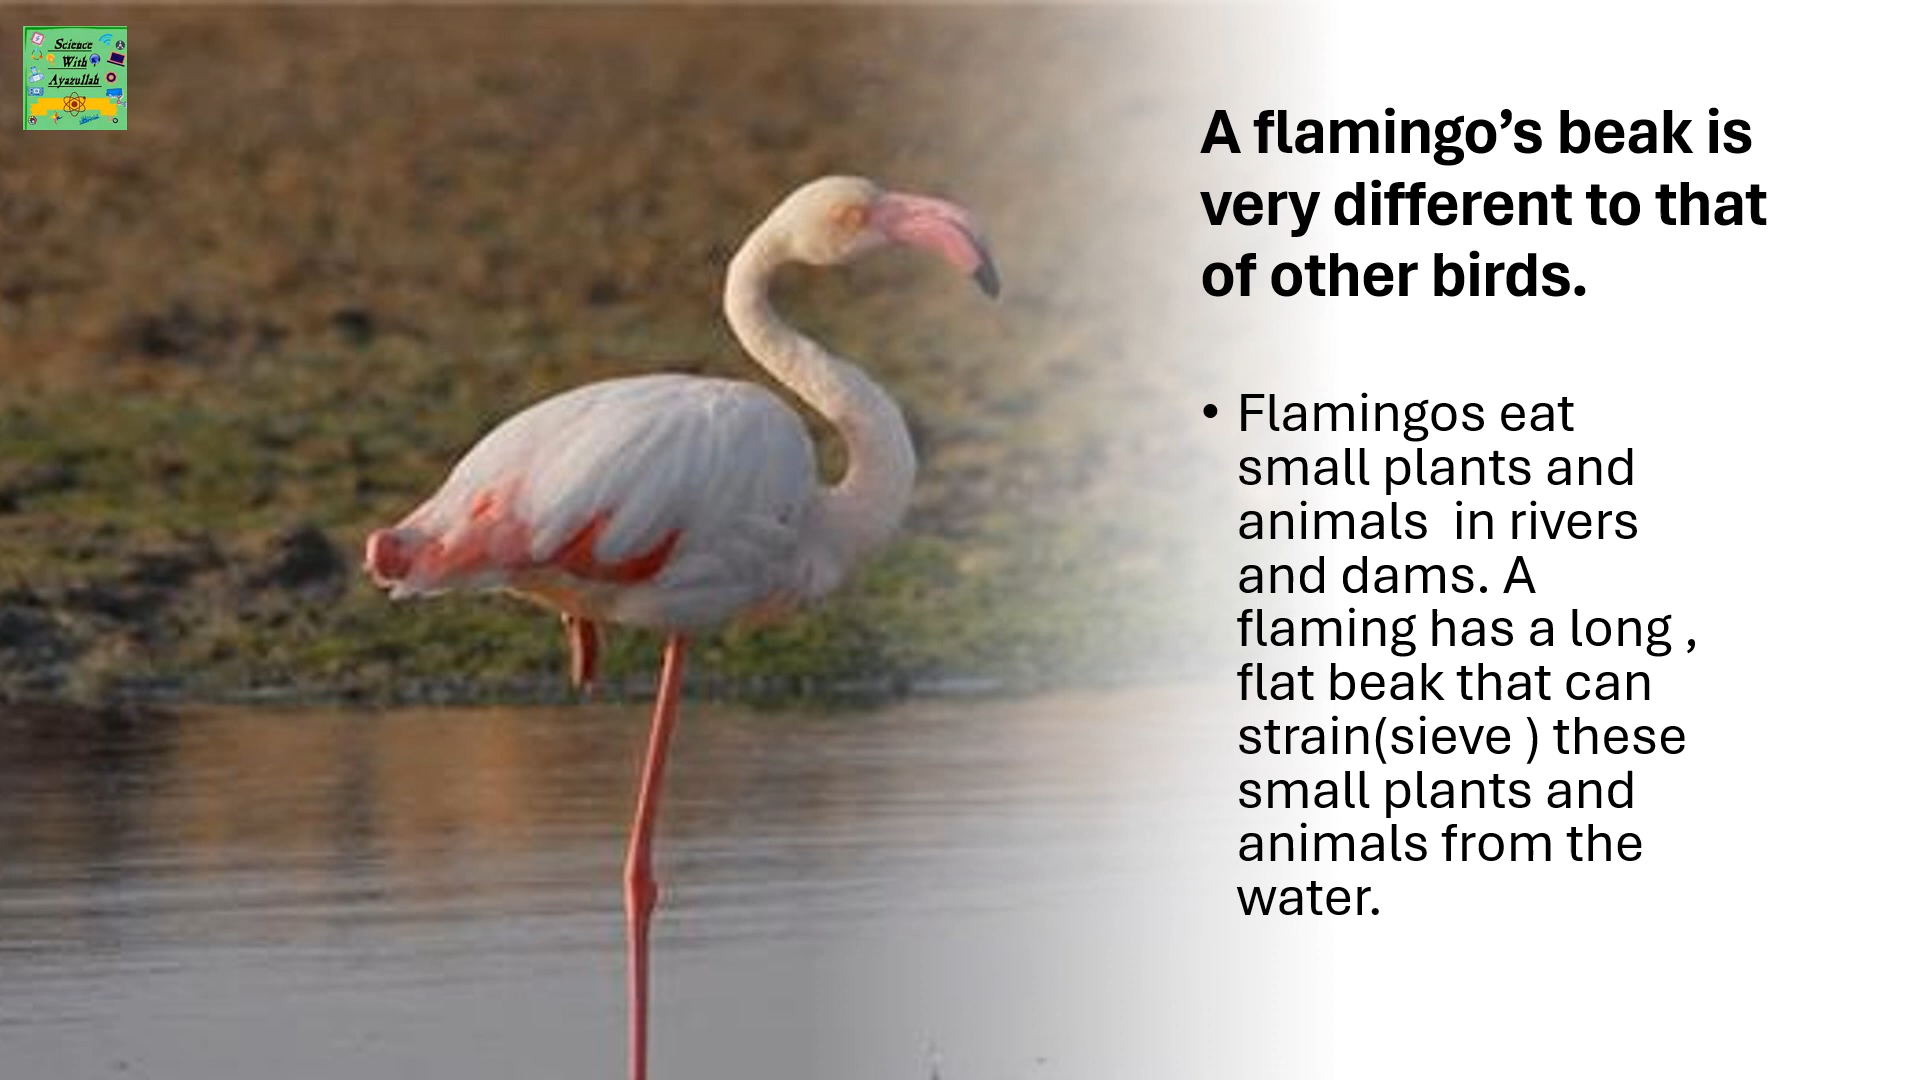 Science
With
Ayazullah
A flamingo’s beak is
very different to that
of other birds.
• Flamingos eat
small plants and
animals  in rivers
and dams. A
flaming has a long ,
flat beak that can
strain(sieve ) these
small plants and
animals from the
water.